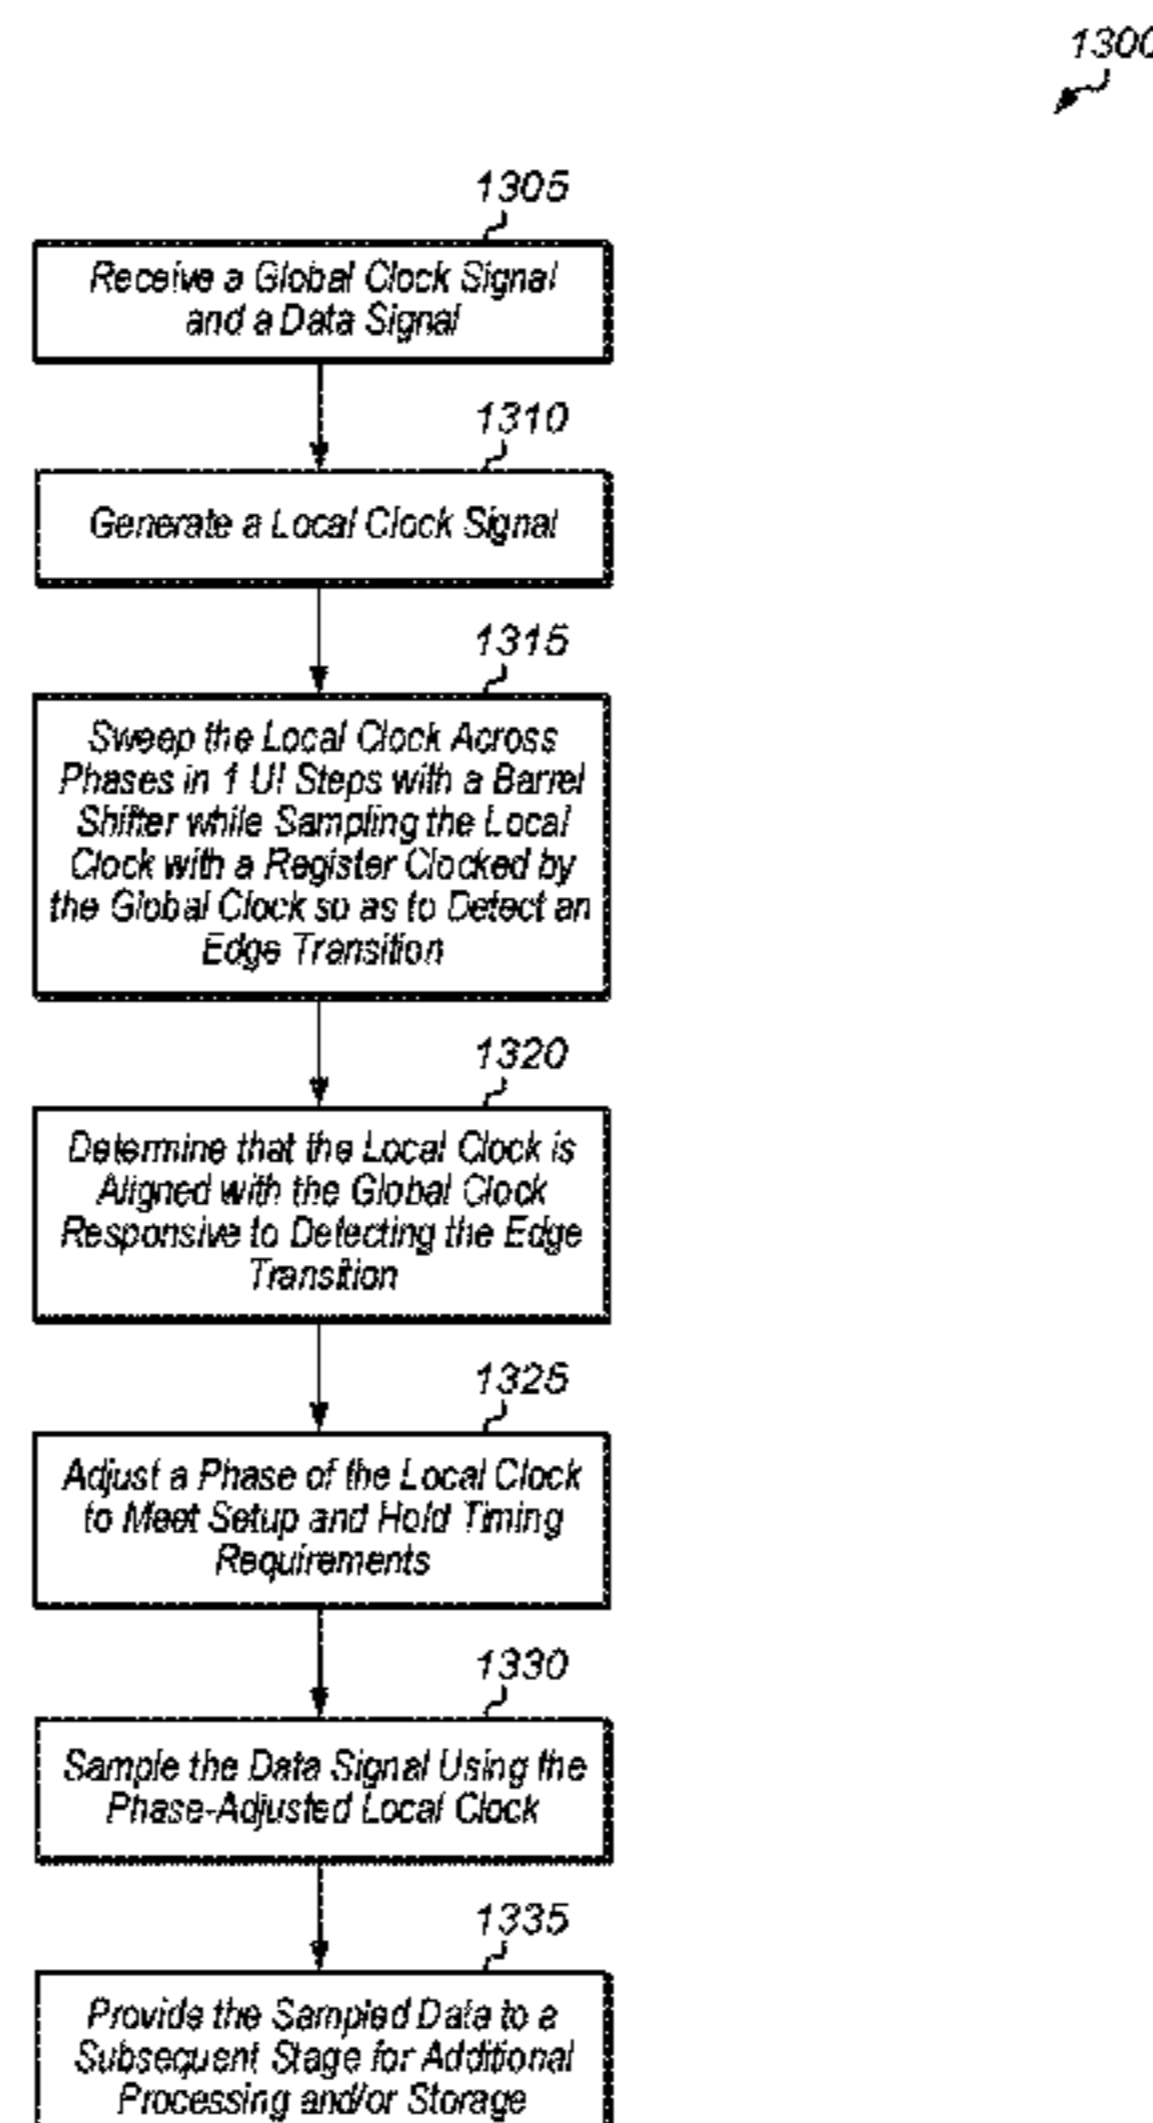 1300
1305
Receive a Global Clock Signal
and a Data Signal
1310
Generate a Local Clock Signal
1315
Sweep the Local Clock Across
Phases in 1 UI Steps with a Barrel
Shifter while Sampling the Local
Clock with a Register Clocked by
the Global Clock so as to Detect an
Edge Transition
1320
Determine that the Local Clock is
Aligned with the Global Clock
Responsive to Detecting the Edge
Transition
1325
Adjust a Phase of the Local Clock
to Meet Setup and Hold Timing
Requirements
1330
Sample the Data Signal Using the
Phase-Adjusted Local Clock
1335
Provide the Sampled Data to a
Subsequent Stage for Additional
Processing and/or Storage